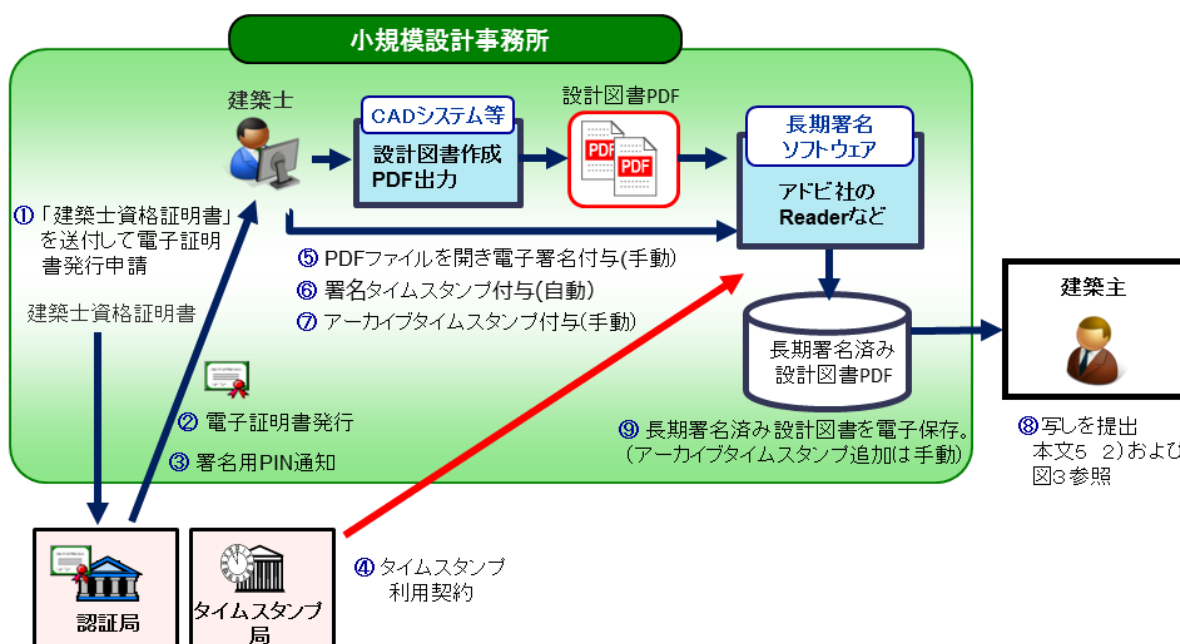 小規模設計事務所
建築士
CADシステム等
設計図書作成
PDF出力
設計図書PDF
PDF
PDF
長期署名
ソフトウェア
アドビ社の
Readerなど
①「建築士資格証明書」
を送付して電子証明
書発行申請
建築士資格証明書
⑤ PDFファイルを開き電子署名付与(手動)
⑥ 署名タイムスタンプ付与(自動)
⑦ アーカイブタイムスタンプ付与(手動)
② 電子証明書発行
③ 署名用PIN通知
長期署名済み
設計図書PDF
建築主
⑨ 長期署名済み設計図書を電子保存。
(アーカイブタイムスタンプ追加は手動)
⑧写しを提出
本文5 2)および
図3参照
認証局
タイムスタンプ
局
④ タイムスタンプ
利用契約